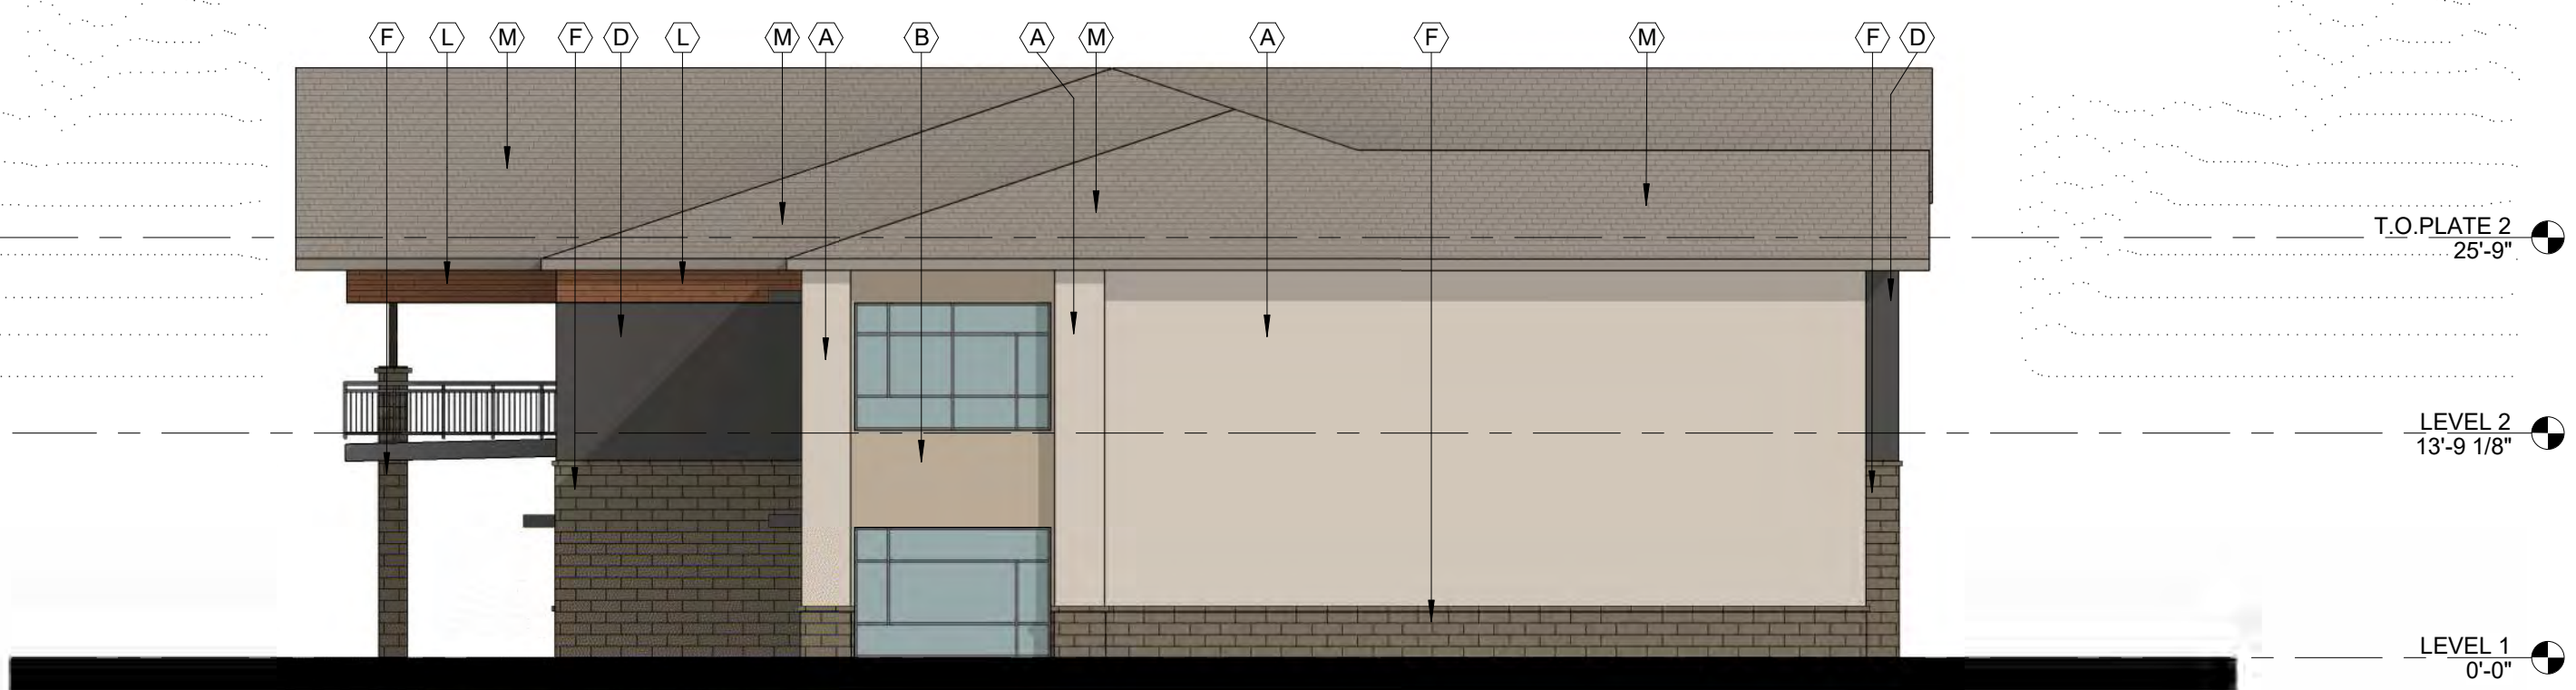 F L M F D L M A B A M A F M F D
T.O.PLATE 2
25'-9"
LEVEL 2
13'-9 1/8"
LEVEL 1
0'-0"